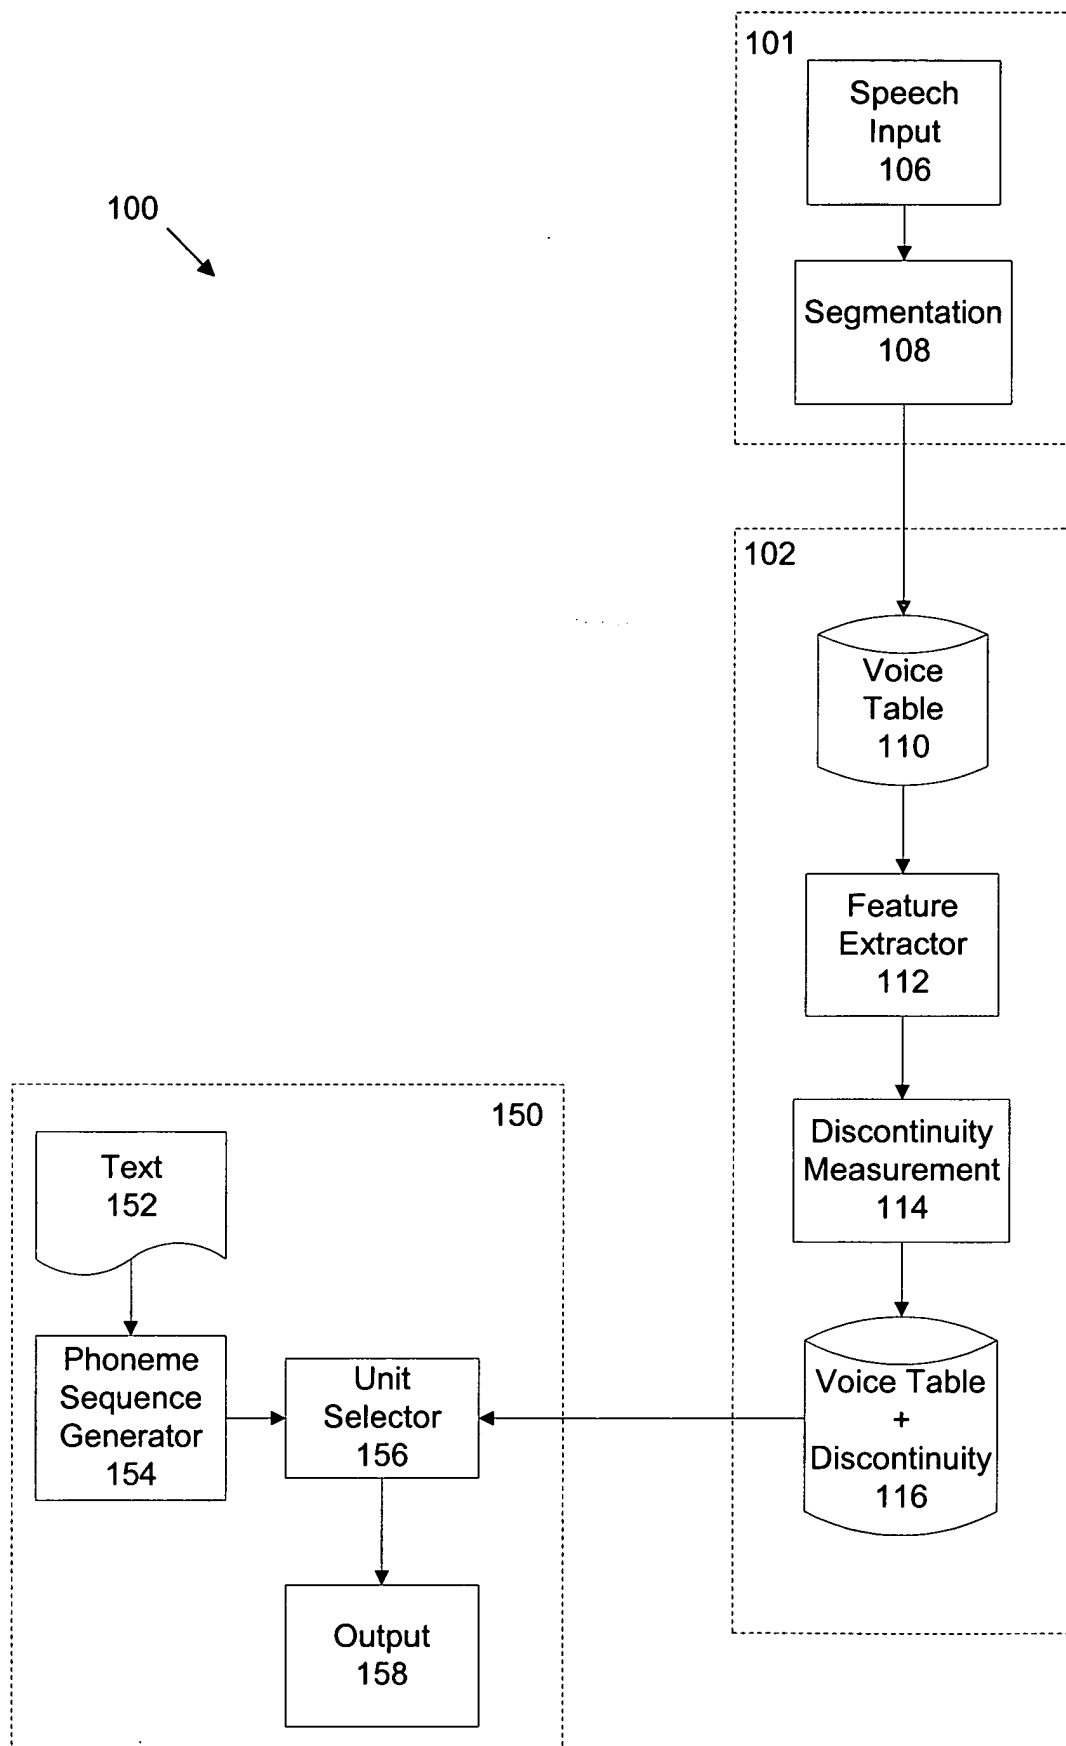 101
Speech
Input
106
100
Segmentation
108
102
Voice
Table
110
Feature
Extractor
112
150
Discontinuity
Measurement
114
Text
152
Phoneme
Sequence
Generator
154
Unit
Selector
156
Voice Table
+
Discontinuity
116
Output
158